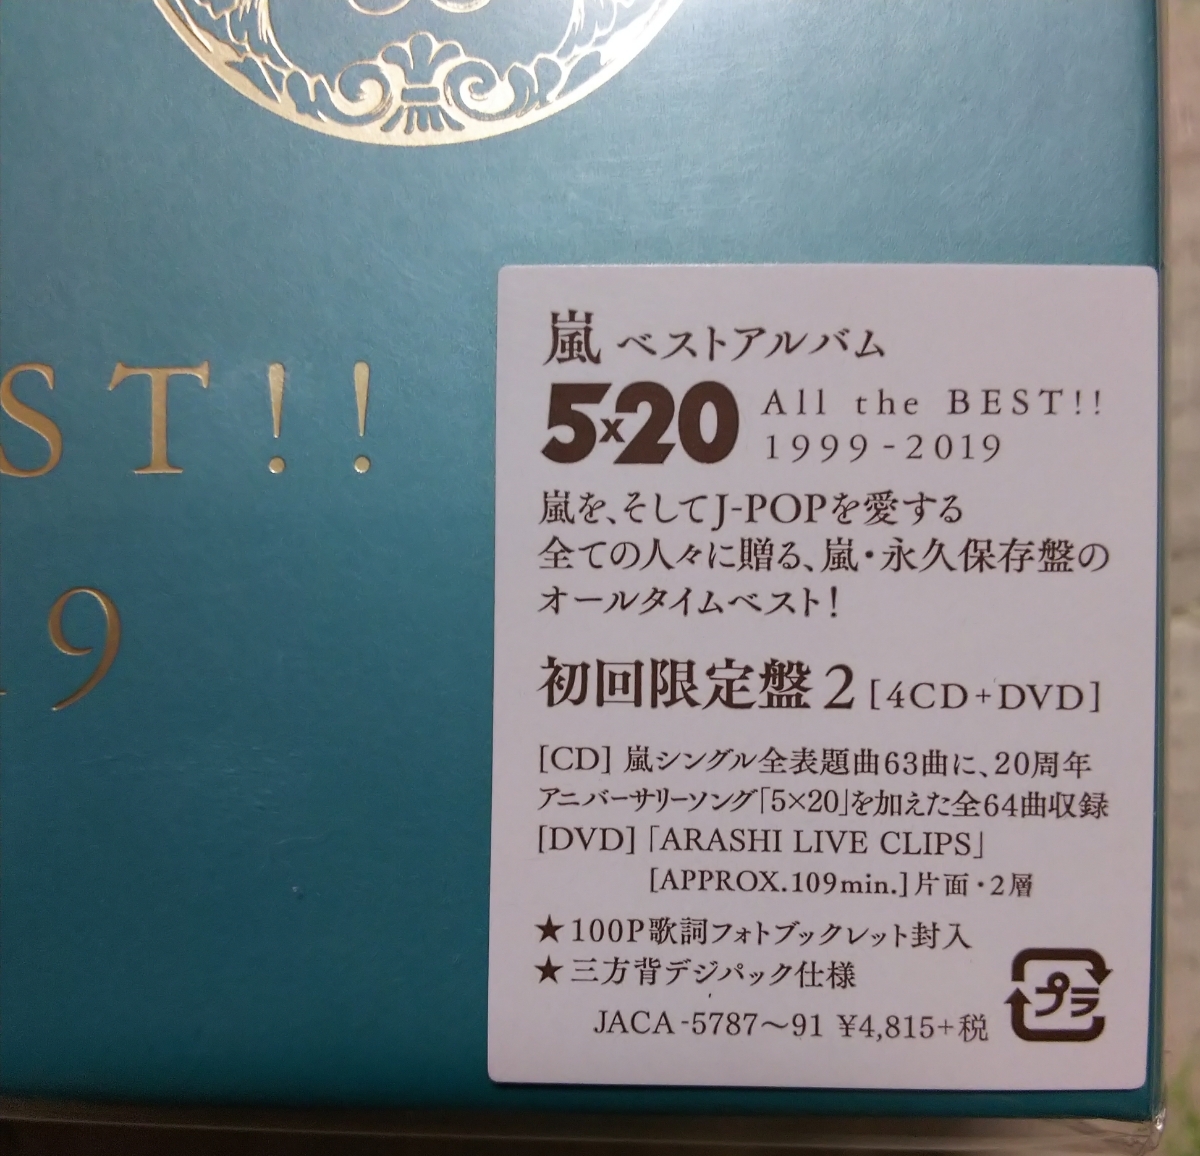 ST!!
19
嵐 ベストアルバム
5×20 All the BEST!!
1999-2019
嵐を、そしてJ-POPを愛する
全ての人々に贈る、嵐・永久保存盤の
オールタイムベスト!
初回限定盤2[4CD+DVD]
[CD] 嵐シングル全表題曲63曲に、20周年
アニバーサリーソング「5×20」を加えた全64曲収録
[DVD]「ARASHI LIVE CLIPS」
[APPROX.109min.]片面・2層
★100P歌詞フォトブックレット封入
★三方背デジパック仕様
JACA-5787〜91 ¥4,815+税
プラ